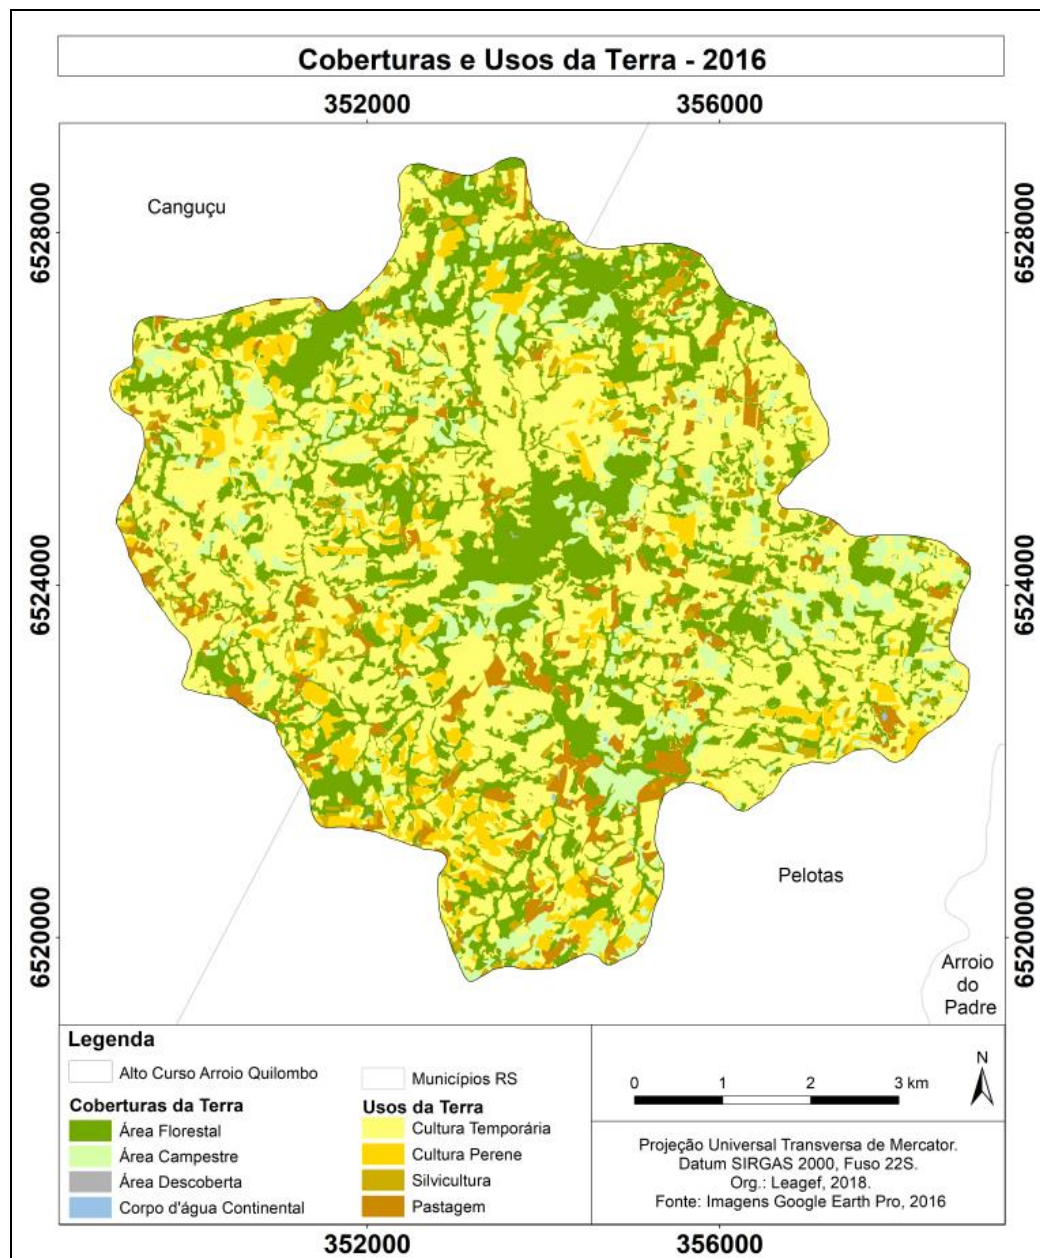 Coberturas e Usos da Terra - 2016
352000
356000
Canguçu
6528000
6528000
6524000
6524000
Pelotas
6520000
6520000
Arroio
do
Padre
Legenda
Alto Curso Arroio Quilombo
Municípios RS
Coberturas da Terra
Usos da Terra
Área Florestal
Cultura Temporária
Área Campestre
Cultura Perene
Área Descoberta
Silvicultura
Corpo d'água Continental
Pastagem
N
0 1 2 3 km
Projeção Universal Transversa de Mercator.
Datum SIRGAS 2000, Fuso 22S.
Org.: Leagef, 2018.
Fonte: Imagens Google Earth Pro, 2016
352000
356000